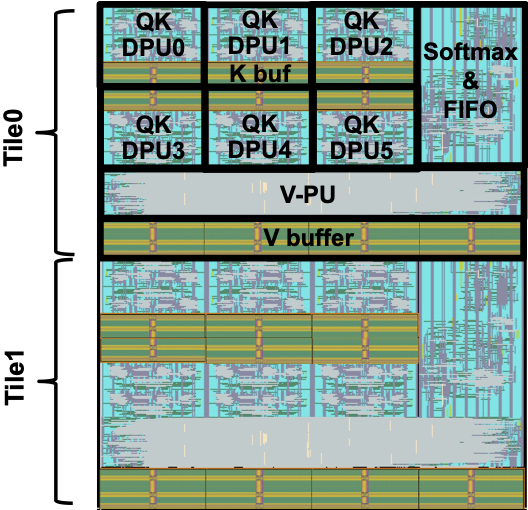 QK
DPU0
QK
DPU1
QK
DPU2
K buf
Softmax
&
FIFO
QK
DPU3
QK
DPU4
QK
DPU5
V-PU
V buffer
Tile0
Tile1